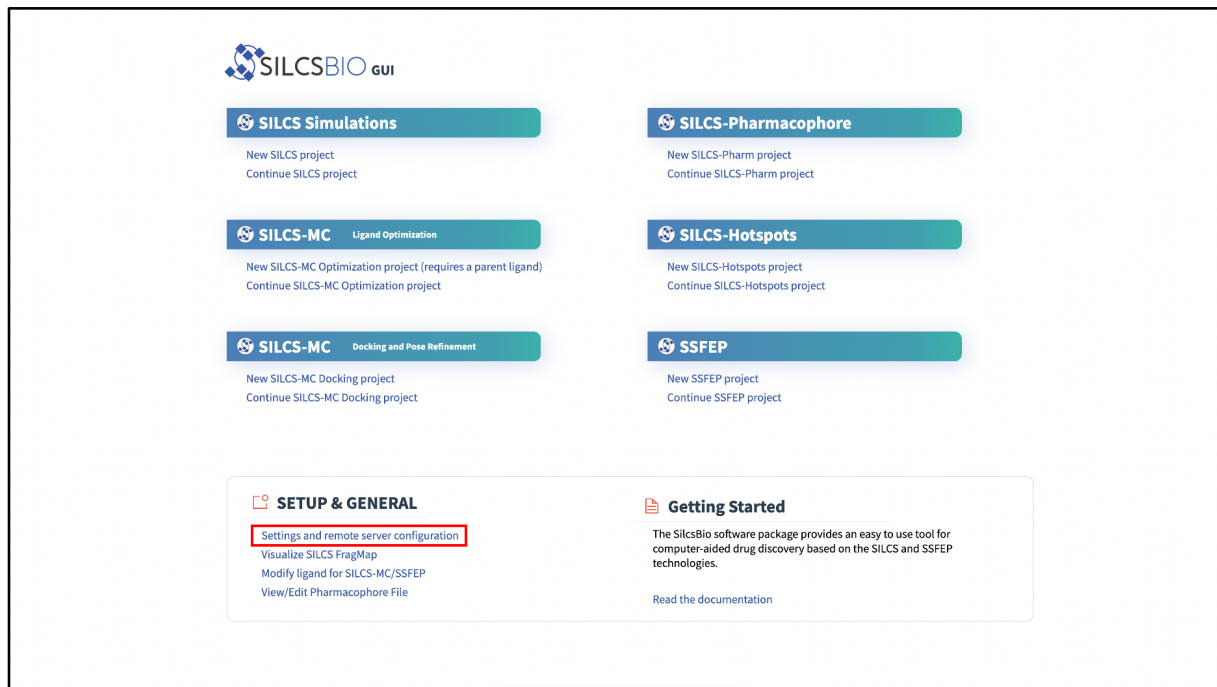 SILCSBIO GUI
SILCS Simulations
New SILCS project
Continue SILCS project
SILCS-Pharmacophore
New SILCS-Pharm project
Continue SILCS-Pharm project
SILCS-MC Ligand Optimization
New SILCS-MC Optimization project (requires a parent ligand)
Continue SILCS-MC Optimization project
SILCS-Hotspots
New SILCS-Hotspots project
Continue SILCS-Hotspots project
SILCS-MC Docking and Pose Refinement
New SILCS-MC Docking project
Continue SILCS-MC Docking project
SSFEP
New SSFEP project
Continue SSFEP project
SETUP & GENERAL
Settings and remote server configuration
Visualize SILCS FragMap
Modify ligand for SILCS-MC/SSFEP
View/Edit Pharmacophore File
Getting Started
The SilcsBio software package provides an easy to use tool for
computer-aided drug discovery based on the SILCS and SSFEP
technologies.
Read the documentation